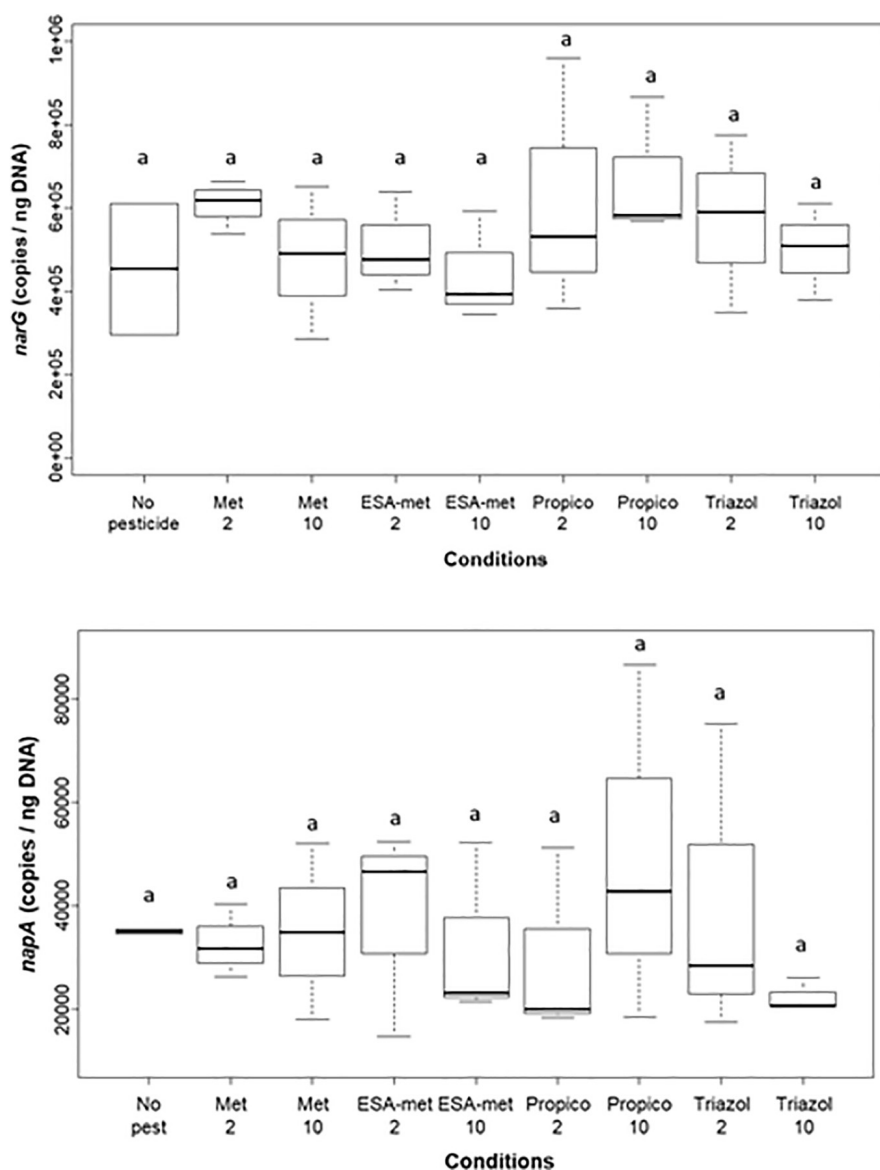 narG (copies / ng DNA)
1e+06
8e+05
6e+05
4e+05
2e+05
0e+00
a a a a a a a a a
No pesticide Met 2 Met 10 ESA-met 2 ESA-met 10 Propico 2 Propico 10 Triazol 2 Triazol 10
Conditions
napA (copies / ng DNA)
80000
60000
40000
20000
a a a a a a a a a
No pest Met 2 Met 10 ESA-met 2 ESA-met 10 Propico 2 Propico 10 Triazol 2 Triazol 10
Conditions